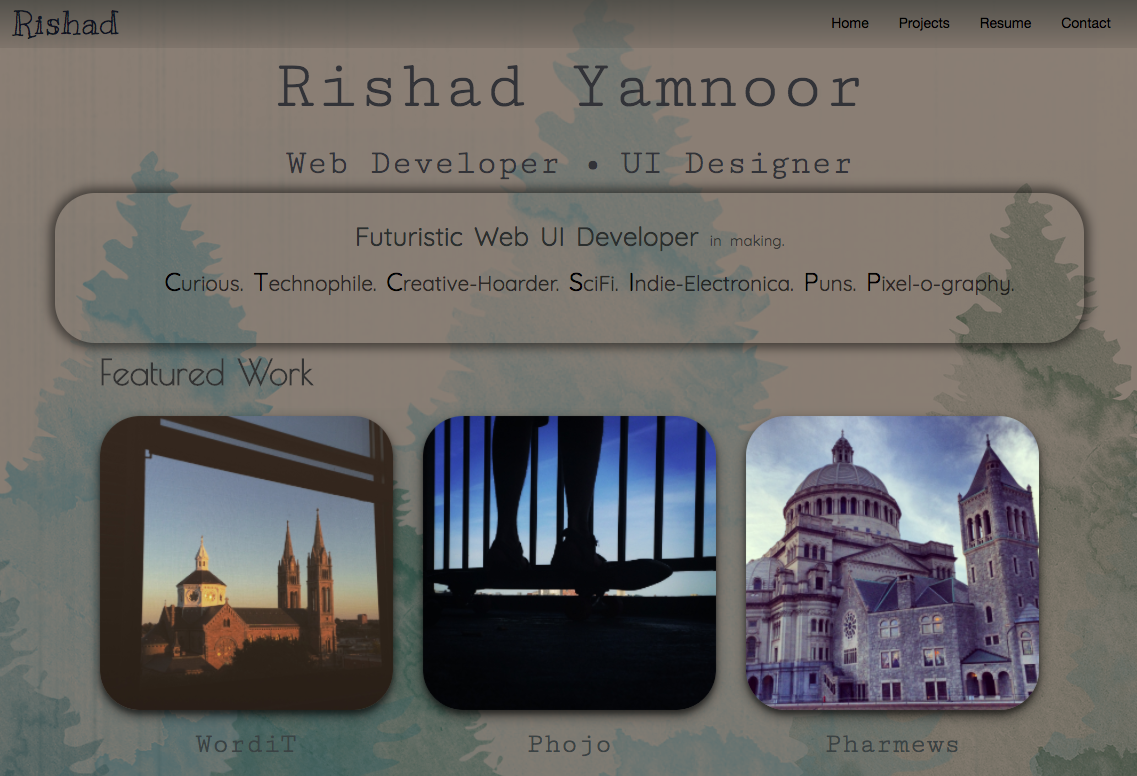 Rishad
Home Projects Resume Contact
Rishad Yamnoor
Web Developer • UI Designer
Futuristic Web UI Developer in making.
Curious. Technophile. Creative-Hoarder. SciFi. Indie-Electronica. Puns. Pixel-o-graphy.
Featured Work
WordiT
Phojo
Pharmews